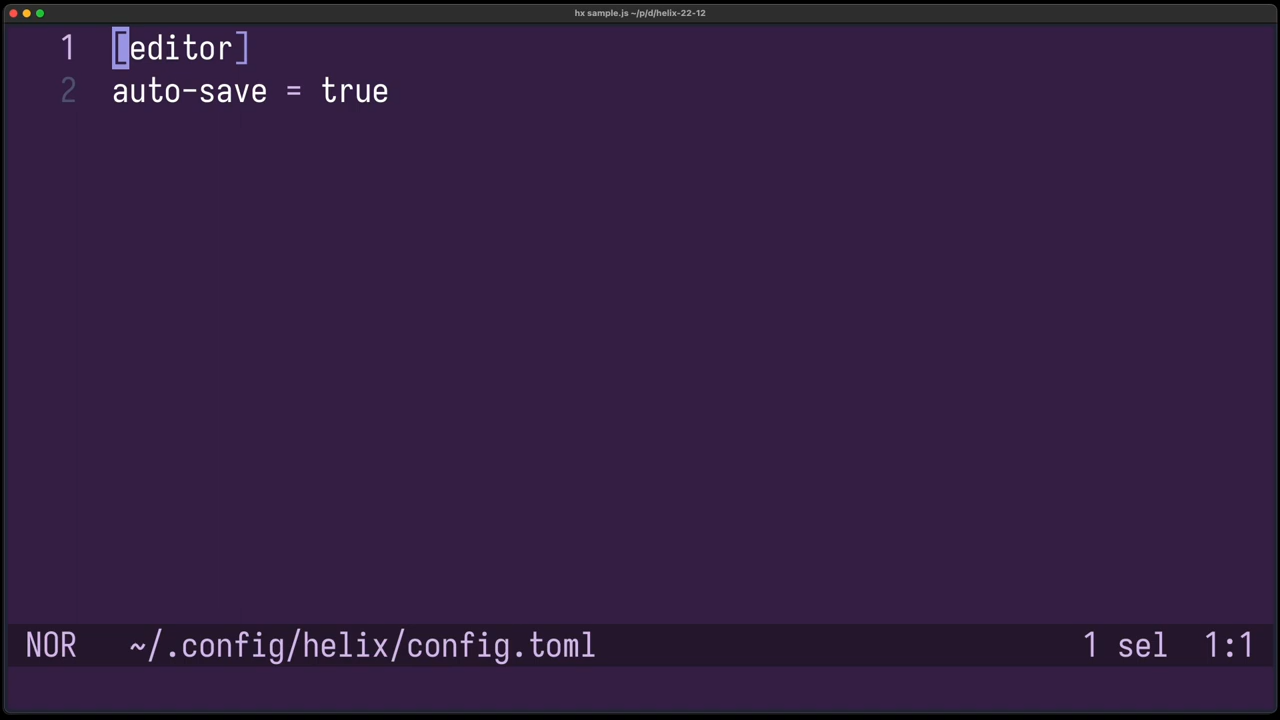 hx sample.js ~/p/d/helix-22-12
1 [editor]
2 auto-save = true
NOR ~/.config/helix/config.toml 1 sel 1:1